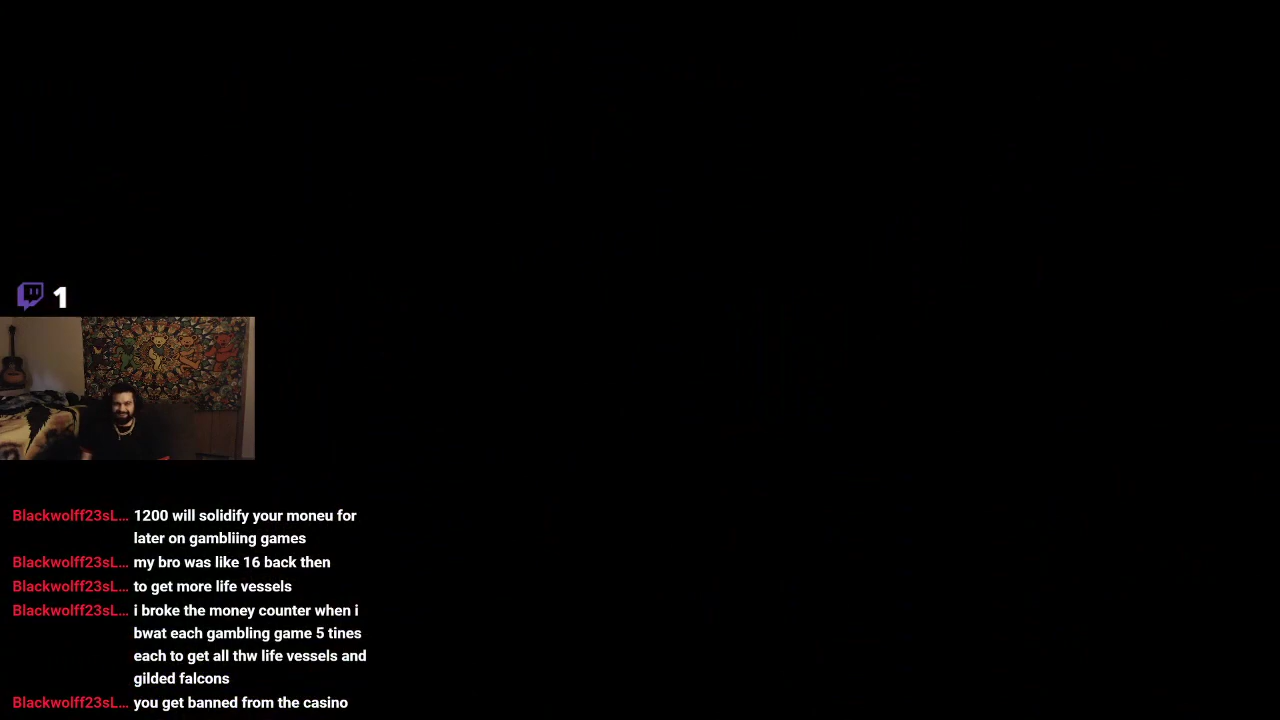 1
Blackwolff23sL... 1200 will solidify your moneu for
later on gambliing games
Blackwolff23sL... my bro was like 16 back then
Blackwolff23sL... to get more life vessels
Blackwolff23sL... i broke the money counter when i
bwat each gambling game 5 tines
each to get all thw life vessels and
gilded falcons
Blackwolff23sL... you get banned from the casino